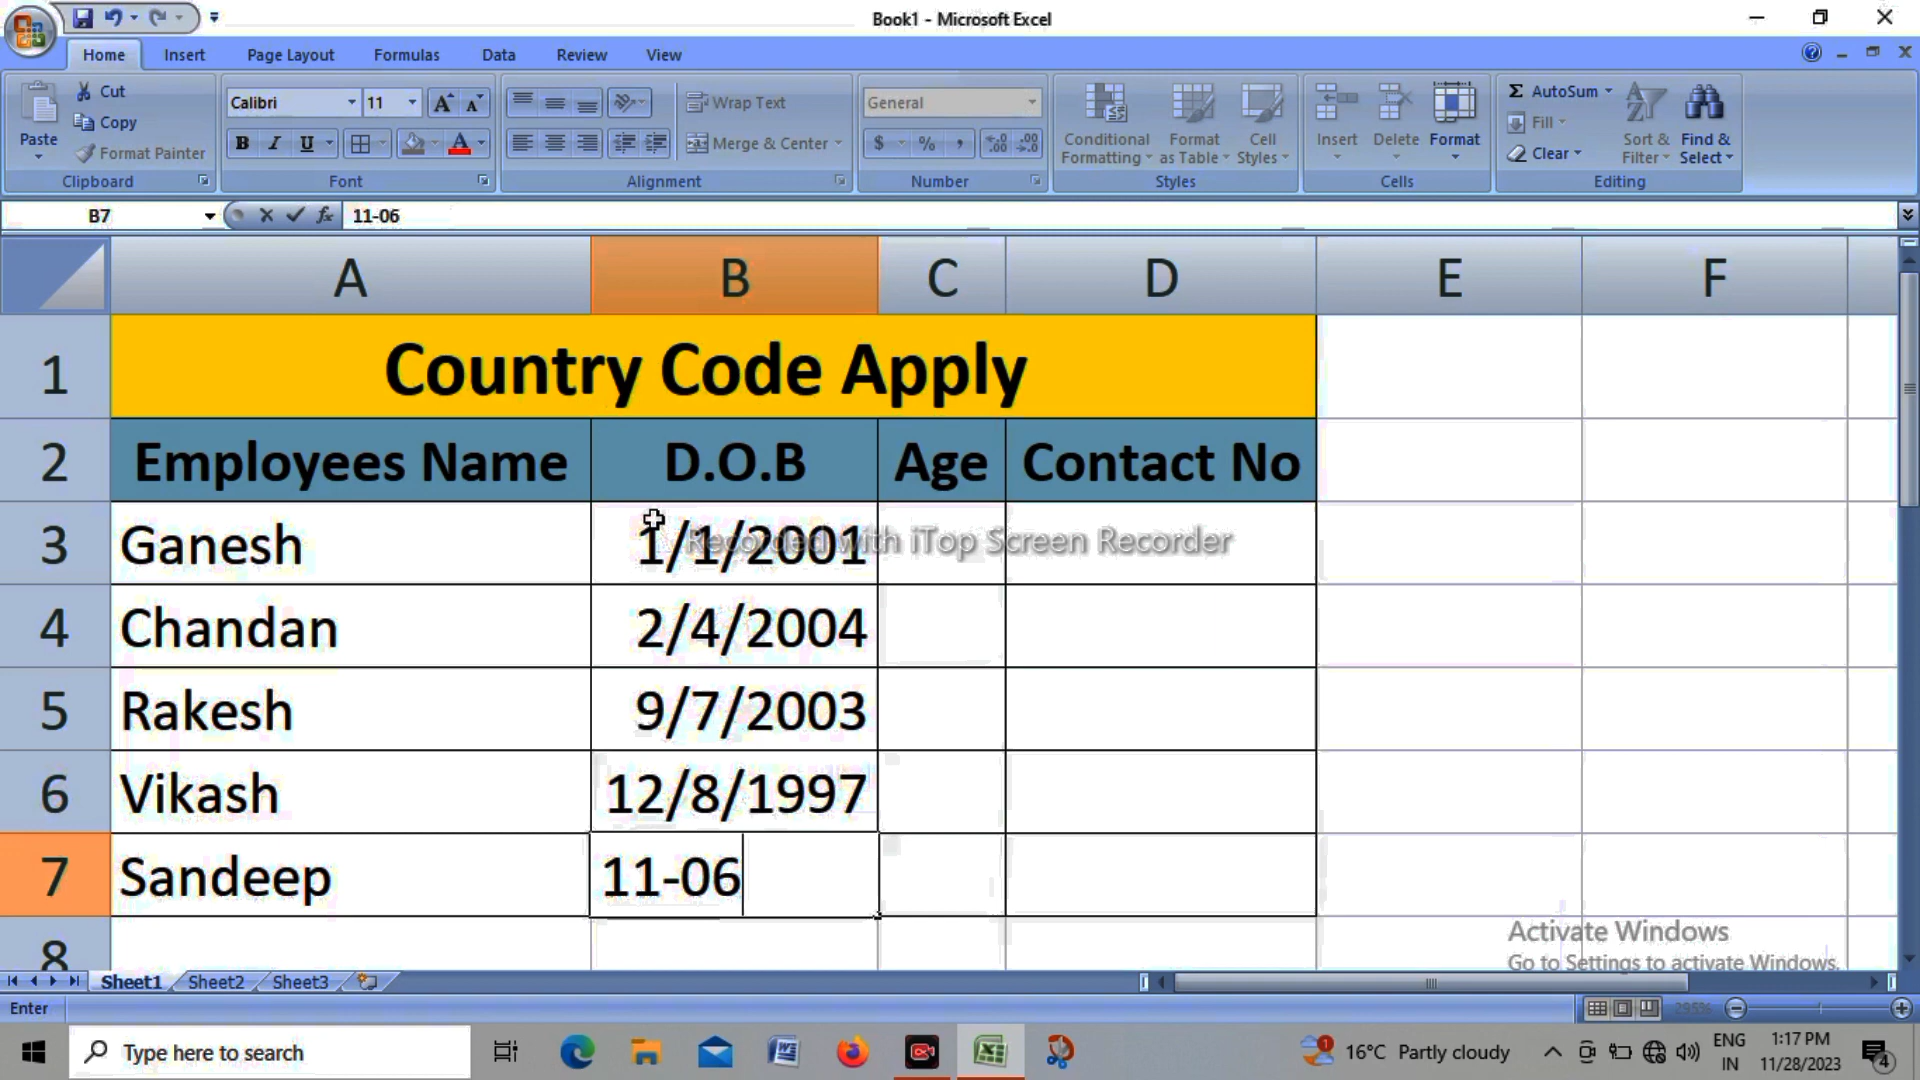 Book1 - Microsoft Excel
Home Insert Page Layout Formulas Data Review View
Cut
Copy
Format Painter
Paste
Clipboard
Calibri 11
B I U
Font
Wrap Text
Merge & Center
Alignment
General
$ % ,
Number
Conditional Formatting
Format as Table
Cell Styles
Styles
Insert Delete Format
Cells
Σ AutoSum
Fill
Clear
Sort & Filter
Find & Select
Editing
B7 fx 11-06
A B C D E F
1 Country Code Apply
2 Employees Name D.O.B Age Contact No
3 Ganesh 1/1/2001
Recorded with iTop Screen Recorder
4 Chandan 2/4/2004
5 Rakesh 9/7/2003
6 Vikash 12/8/1997
7 Sandeep 11-06
8
Activate Windows
Go to Settings to activate Windows.
Sheet1 Sheet2 Sheet3
Enter 295%
Type here to search
1
16°C Partly cloudy
ENG
IN
1:17 PM
11/28/2023
4